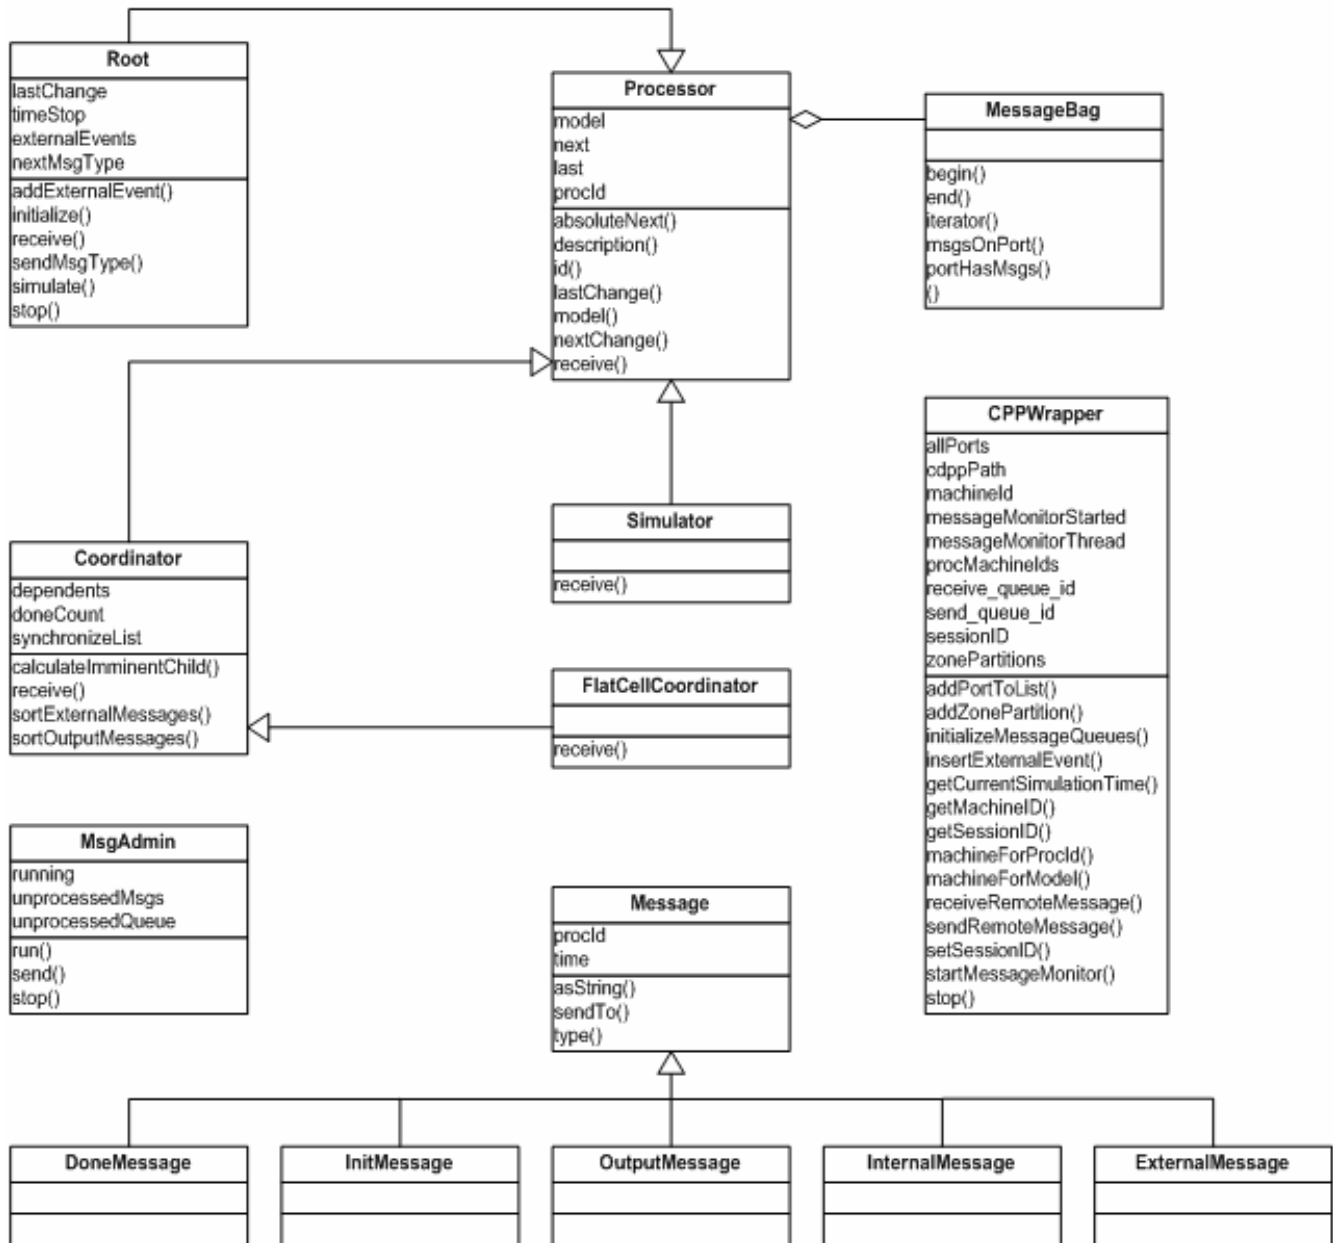 Root
lastChange
timeStop
externalEvents
nextMsgType
addExternalEvent()
initialize()
receive()
sendMsgType()
simulate()
stop()
Processor
model
next
last
procId
absoluteNext()
description()
id()
lastChange()
model()
nextChange()
receive()
MessageBag
begin()
end()
iterator()
msgsOnPort()
portHasMsgs()
()
CPPWrapper
allPorts
cdppPath
machineId
messageMonitorStarted
messageMonitorThread
procMachineIds
receive_queue_id
send_queue_id
sessionID
zonePartitions
addPortToList()
addZonePartition()
initializeMessageQueues()
insertExternalEvent()
getCurrentSimulationTime()
getMachineID()
getSessionID()
machineForProcId()
machineForModel()
receiveRemoteMessage()
sendRemoteMessage()
setSessionID()
startMessageMonitor()
stop()
Simulator
receive()
Coordinator
dependents
doneCount
synchronizeList
calculateImminentChild()
receive()
sortExternalMessages()
sortOutputMessages()
FlatCellCoordinator
receive()
MsgAdmin
running
unprocessedMsgs
unprocessedQueue
run()
send()
stop()
Message
procId
time
asString()
sendTo()
type()
DoneMessage
InitMessage
OutputMessage
InternalMessage
ExternalMessage